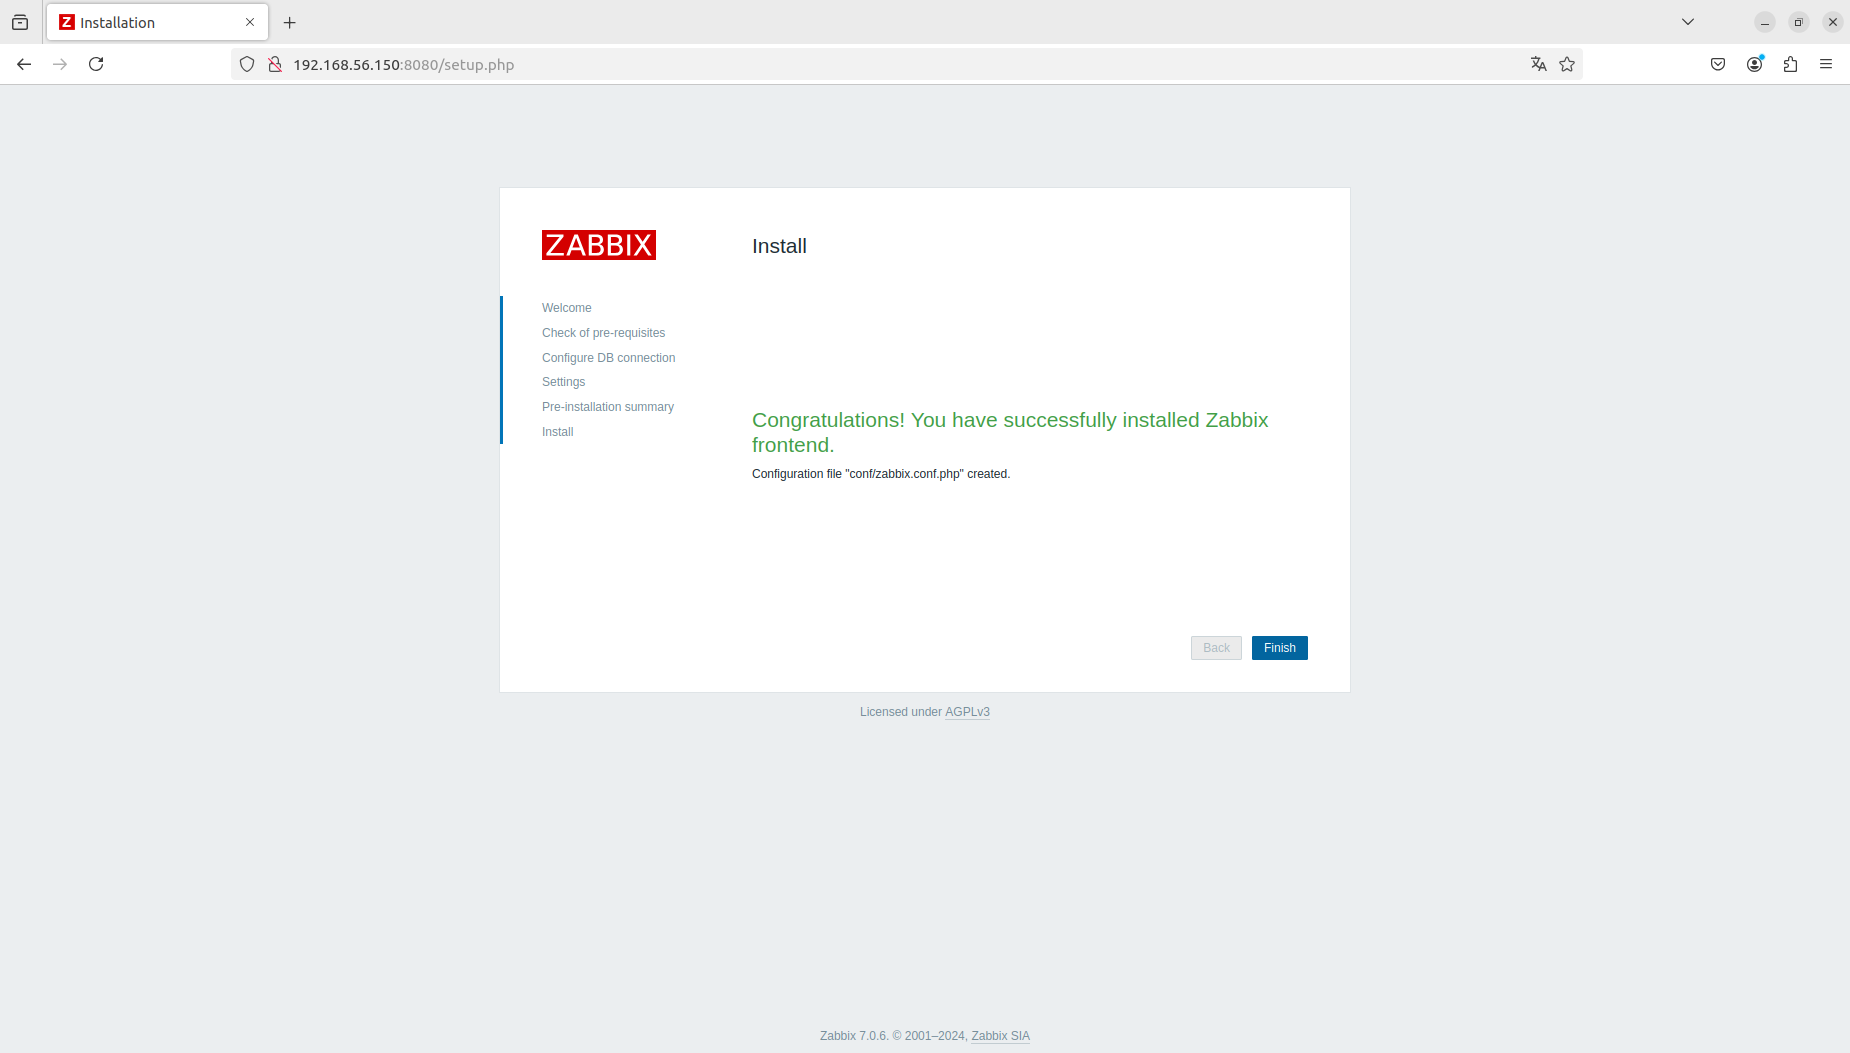 Installation
192.168.56.150:8080/setup.php
ZABBIX
Install
Welcome
Check of pre-requisites
Configure DB connection
Settings
Pre-installation summary
Install
Congratulations! You have successfully installed Zabbix
frontend.
Configuration file "conf/zabbix.conf.php" created.
Back
Finish
Licensed under AGPLv3
Zabbix 7.0.6. © 2001–2024, Zabbix SIA